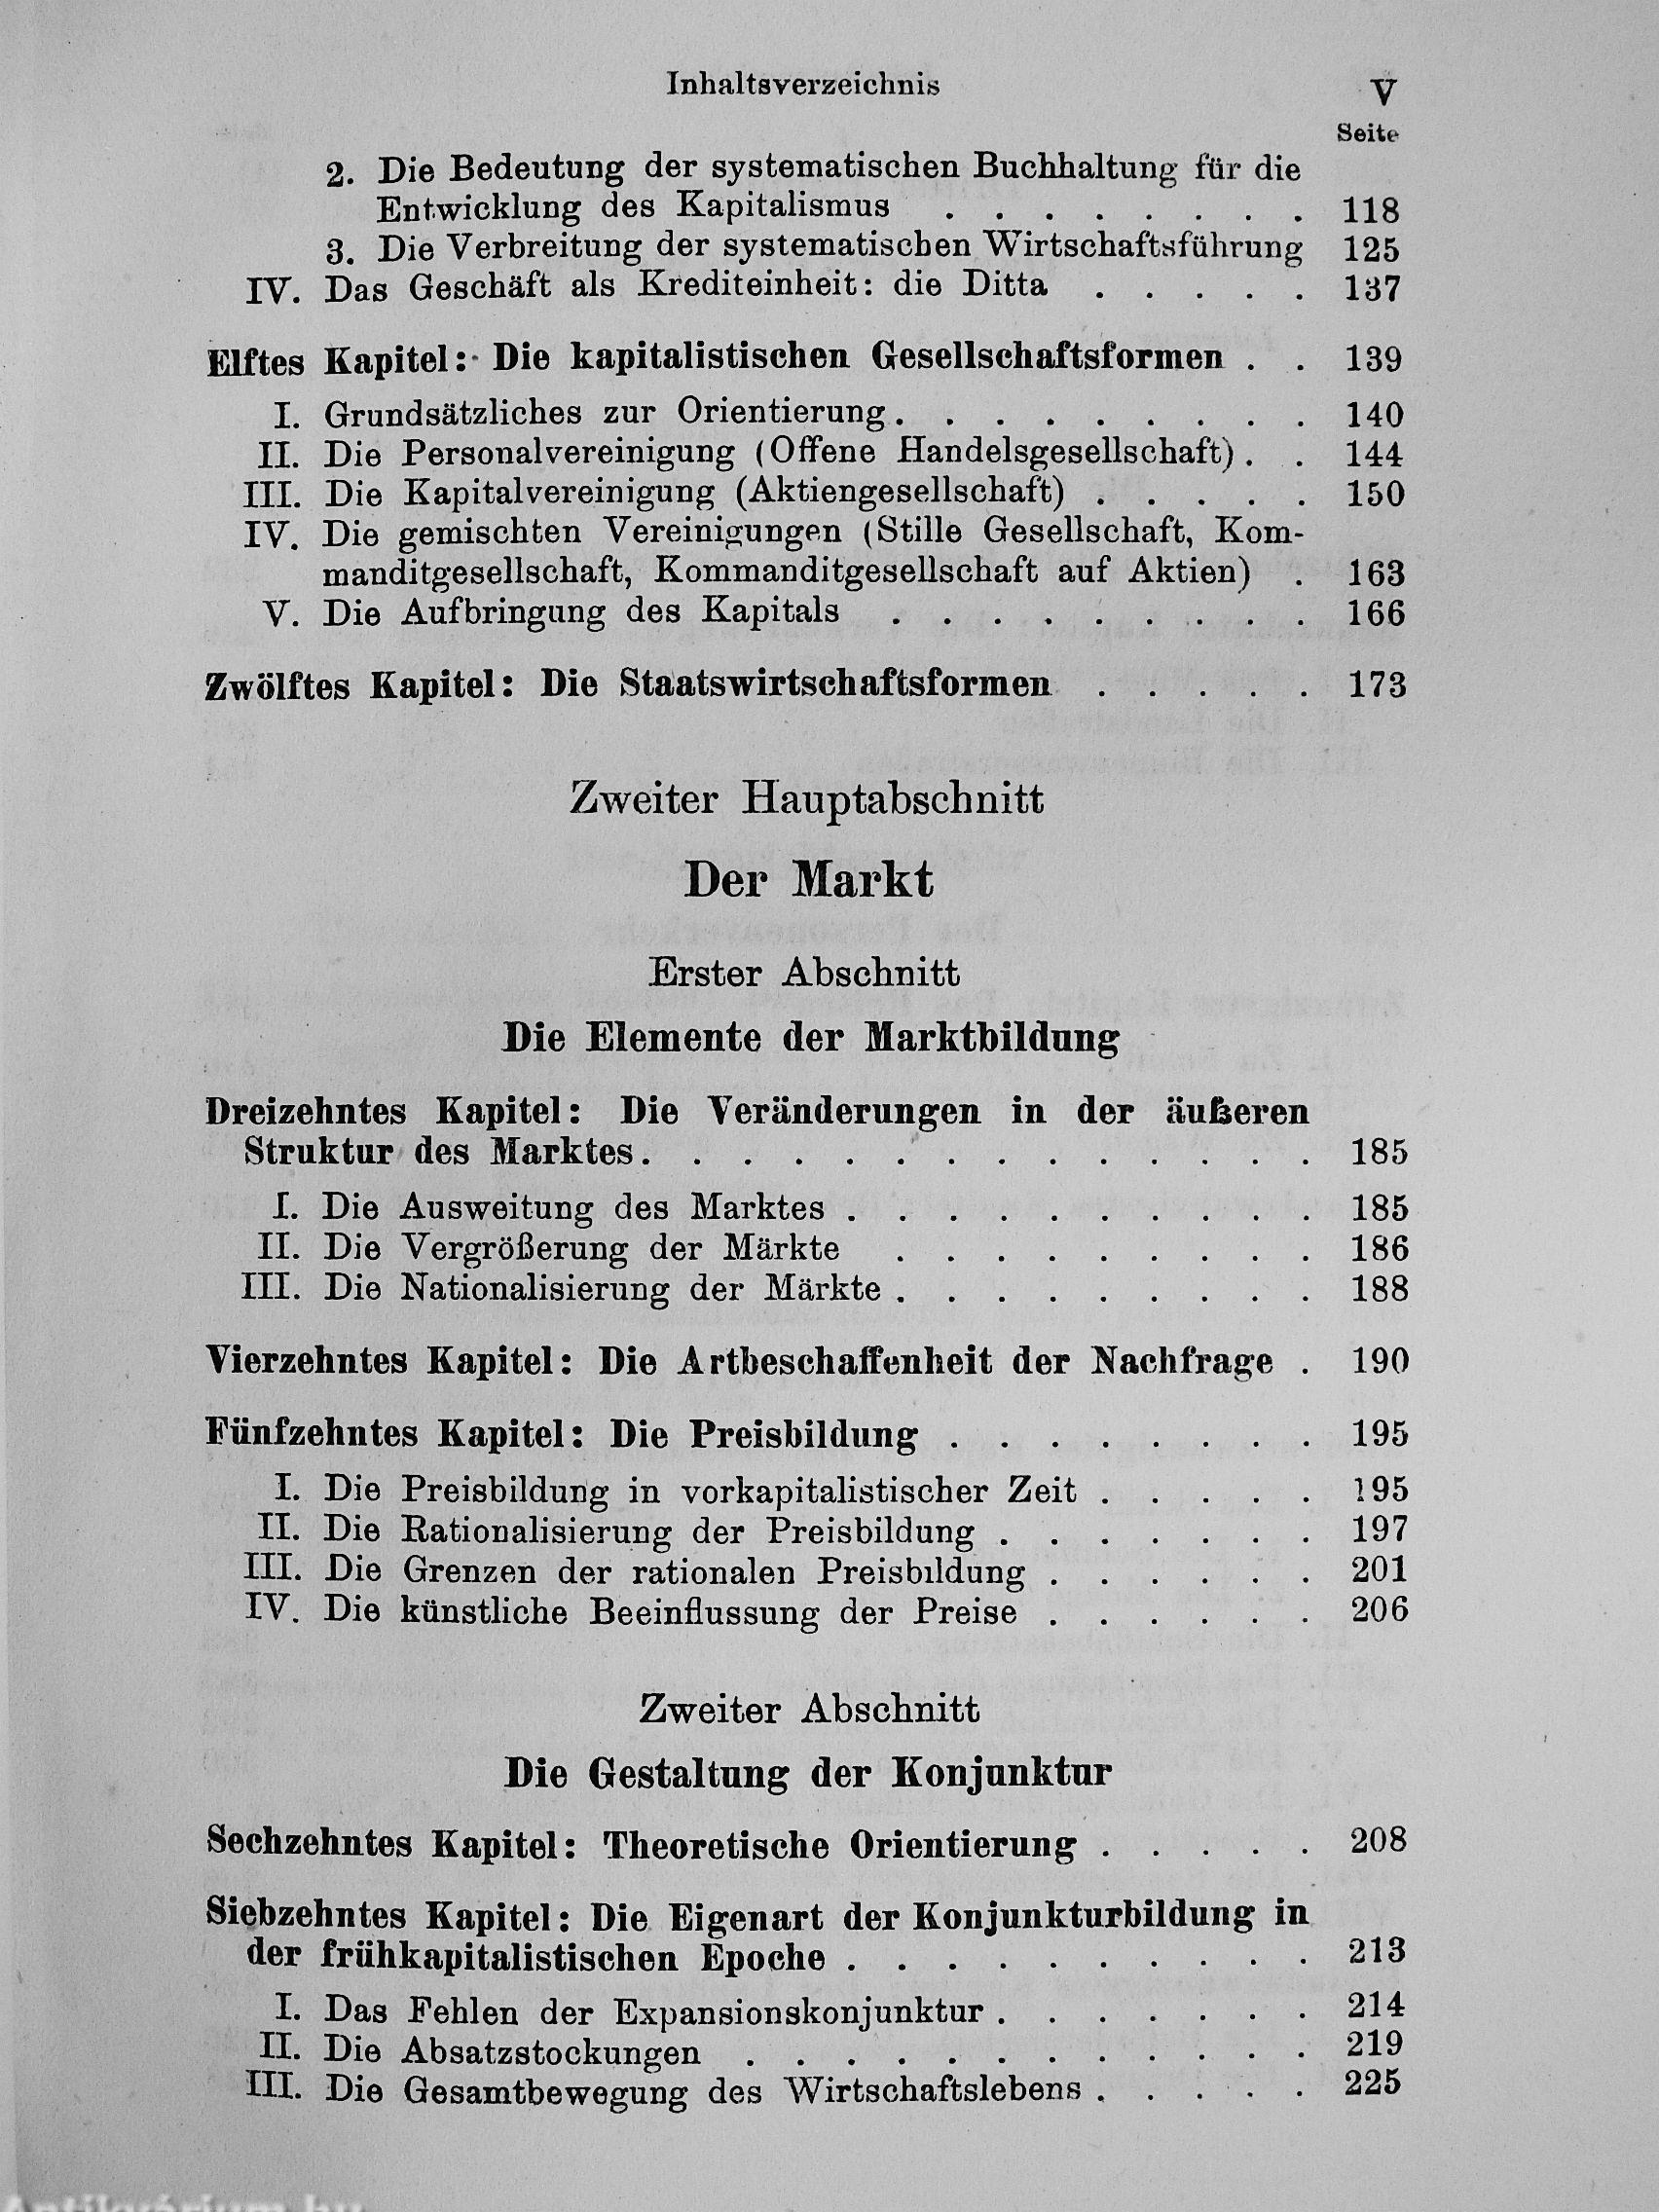 Inhaltsverzeichnis V
Seite
2. Die Bedeutung der systematischen Buchhaltung für die
Entwicklung des Kapitalismus . . . . . . . . 118
3. Die Verbreitung der systematischen Wirtschaftsführung 125
IV. Das Geschäft als Krediteinheit: die Ditta . . . . . 137
Elftes Kapitel: Die kapitalistischen Gesellschaftsformen . . 139
I. Grundsätzliches zur Orientierung. . . . . . . . . 140
II. Die Personalvereinigung (Offene Handelsgesellschaft). . 144
III. Die Kapitalvereinigung (Aktiengesellschaft) . . . . . 150
IV. Die gemischten Vereinigungen (Stille Gesellschaft, Kom-
manditgesellschaft, Kommanditgesellschaft auf Aktien) . 163
V. Die Aufbringung des Kapitals . . . . . . . . . 166
Zwölftes Kapitel: Die Staatswirtschaftsformen . . . . . 173
Zweiter Hauptabschnitt
Der Markt
Erster Abschnitt
Die Elemente der Marktbildung
Dreizehntes Kapitel: Die Veränderungen in der äußeren
Struktur des Marktes. . . . . . . . . . . . . . 185
I. Die Ausweitung des Marktes . . . . . . . . . . 185
II. Die Vergrößerung der Märkte . . . . . . . . . 186
III. Die Nationalisierung der Märkte . . . . . . . . . 188
Vierzehntes Kapitel: Die Artbeschaffenheit der Nachfrage . 190
Fünfzehntes Kapitel: Die Preisbildung . . . . . . . . 195
I. Die Preisbildung in vorkapitalistischer Zeit . . . . . 195
II. Die Rationalisierung der Preisbildung . . . . . . . 197
III. Die Grenzen der rationalen Preisbildung . . . . . . 201
IV. Die künstliche Beeinflussung der Preise . . . . . . 206
Zweiter Abschnitt
Die Gestaltung der Konjunktur
Sechzehntes Kapitel: Theoretische Orientierung . . . . . 208
Siebzehntes Kapitel: Die Eigenart der Konjunkturbildung in
der frühkapitalistischen Epoche . . . . . . . . . . 213
I. Das Fehlen der Expansionskonjunktur . . . . . . . 214
II. Die Absatzstockungen . . . . . . . . . . . . 219
III. Die Gesamtbewegung des Wirtschaftslebens . . . . . 225